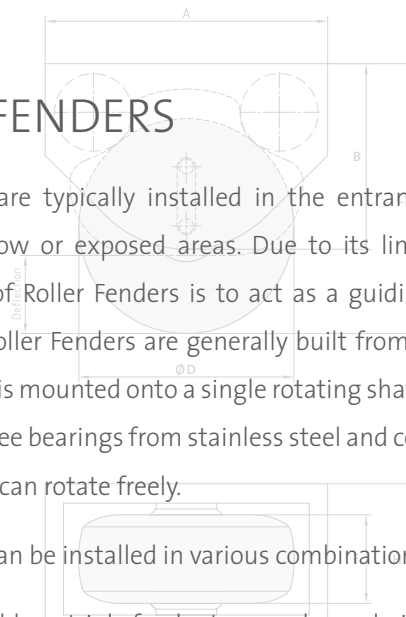 A
FENDERS
B
are typically installed in the entran
ow or exposed areas. Due to its lin
Deflection
of Roller Fenders is to act as a guidi
oller Fenders are generally built from
ØD
is mounted onto a single rotating sha
ee bearings from stainless steel and c
can rotate freely.
an be installed in various combination